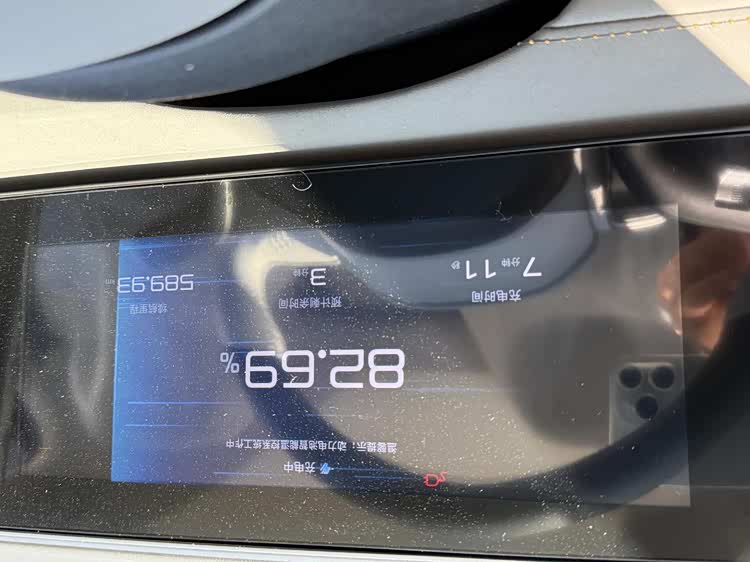 充电中
温馨提示：动力电池智能温控系统工作中
82.69%
充电时间 预计剩余时间 续航里程
7分钟11秒 3分钟 589.93km